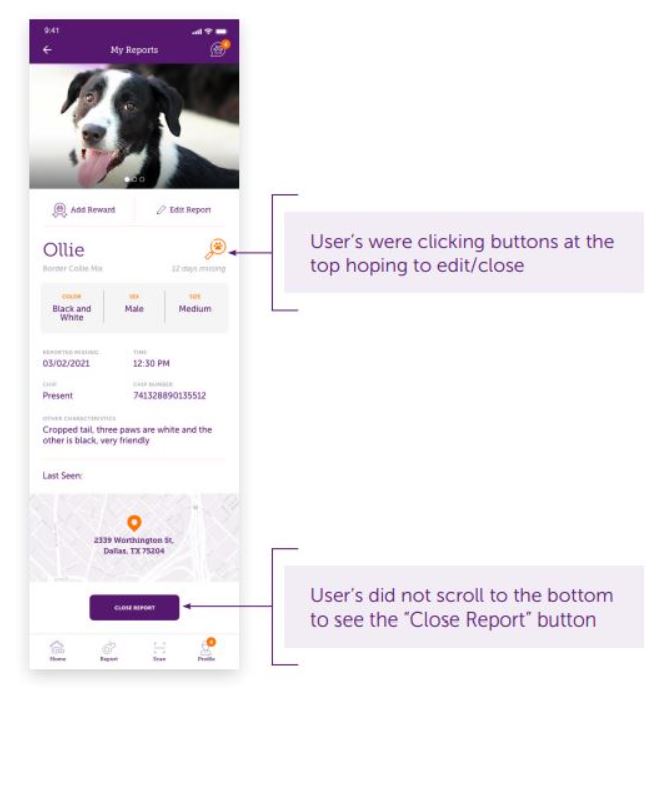 9:41
My Reports
Add Reward
Edit Report
Ollie
Border Collie Mix
12 days missing
COLOR
SEX
SIZE
Black and
White
Male
Medium
REPORTED MISSING
TIME
03/02/2021
12:30 PM
CHIP
CHIP NUMBER
Present
741328890135512
OTHER CHARACTERISTICS
Cropped tail, three paws are white and the
other is black, very friendly
Last Seen:
2339 Worthington St,
Dallas, TX 75204
CLOSE REPORT
Home
Report
Scan
Profile
User's were clicking buttons at the
top hoping to edit/close
User's did not scroll to the bottom
to see the "Close Report" button